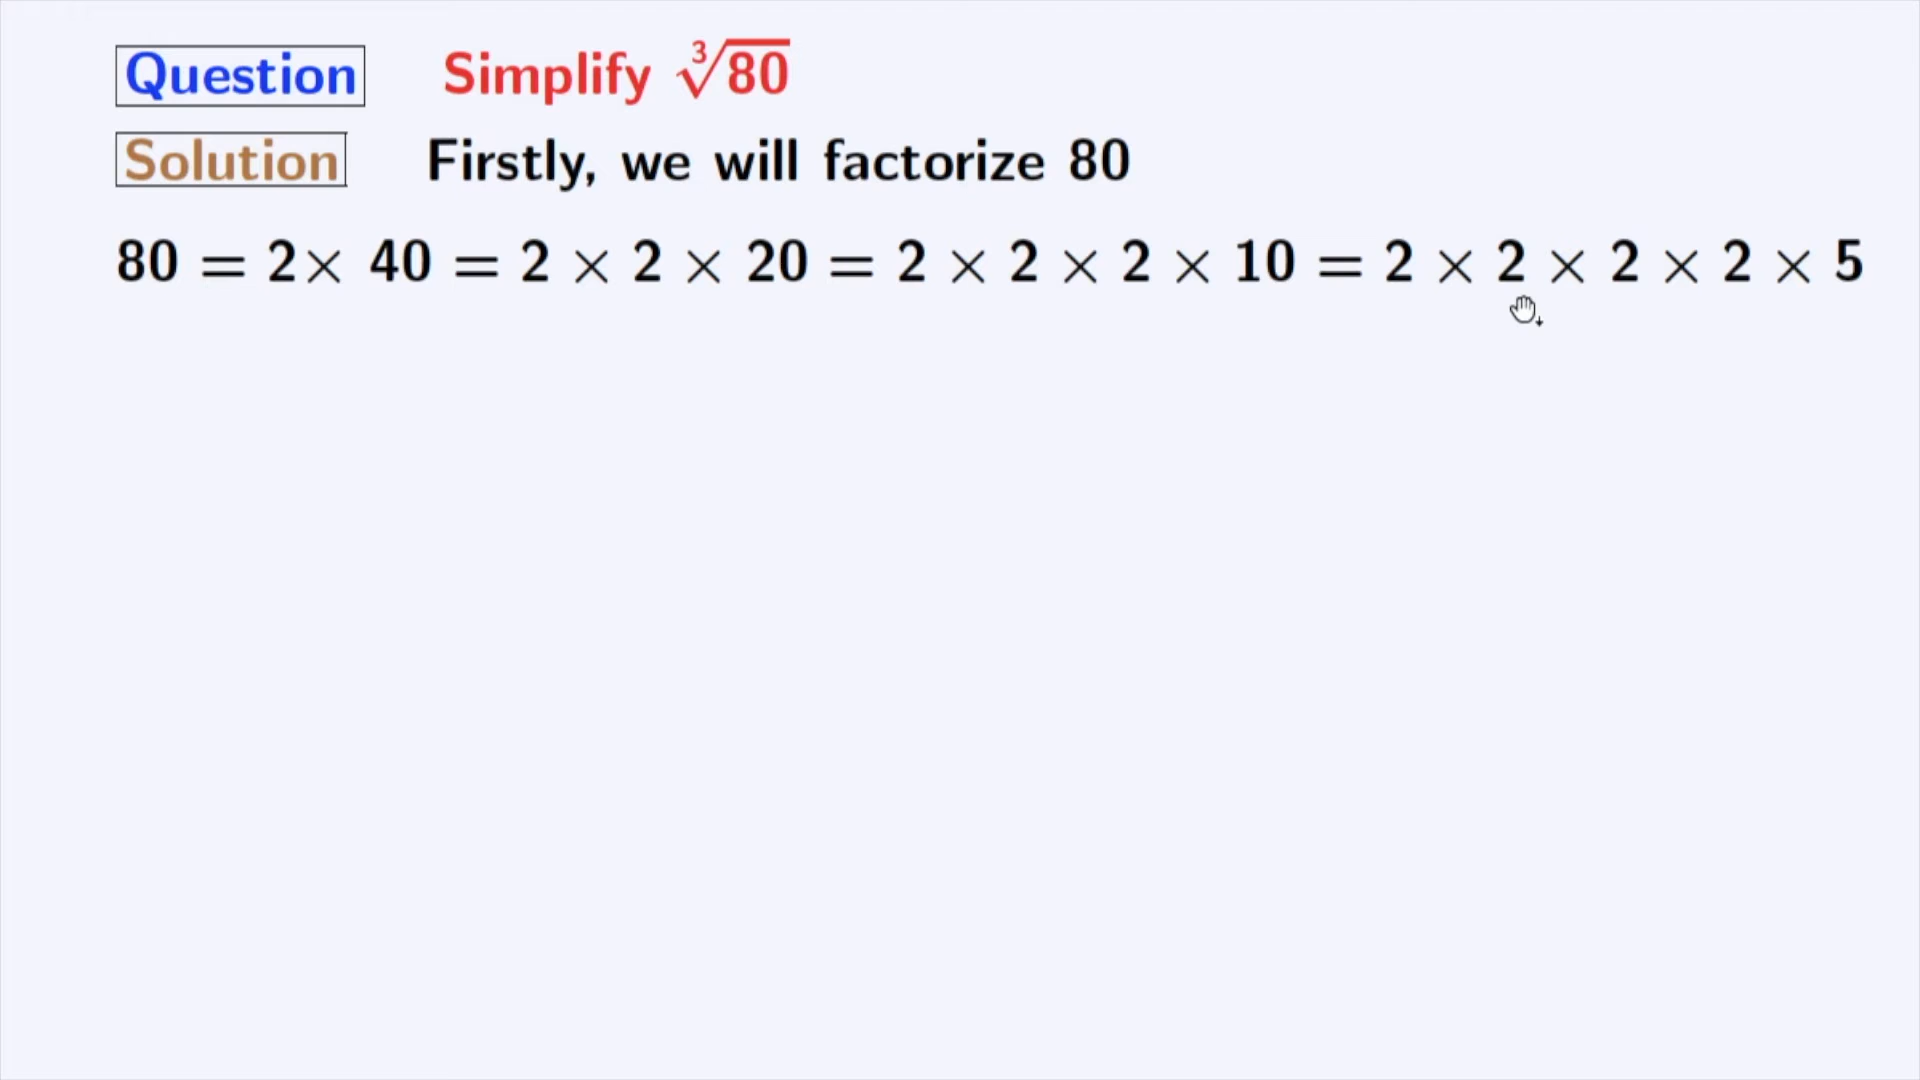 Question Simplify ∛80
Solution Firstly, we will factorize 80
80 = 2× 40 = 2 × 2 × 20 = 2 × 2 × 2 × 10 = 2 × 2 × 2 × 2 × 5